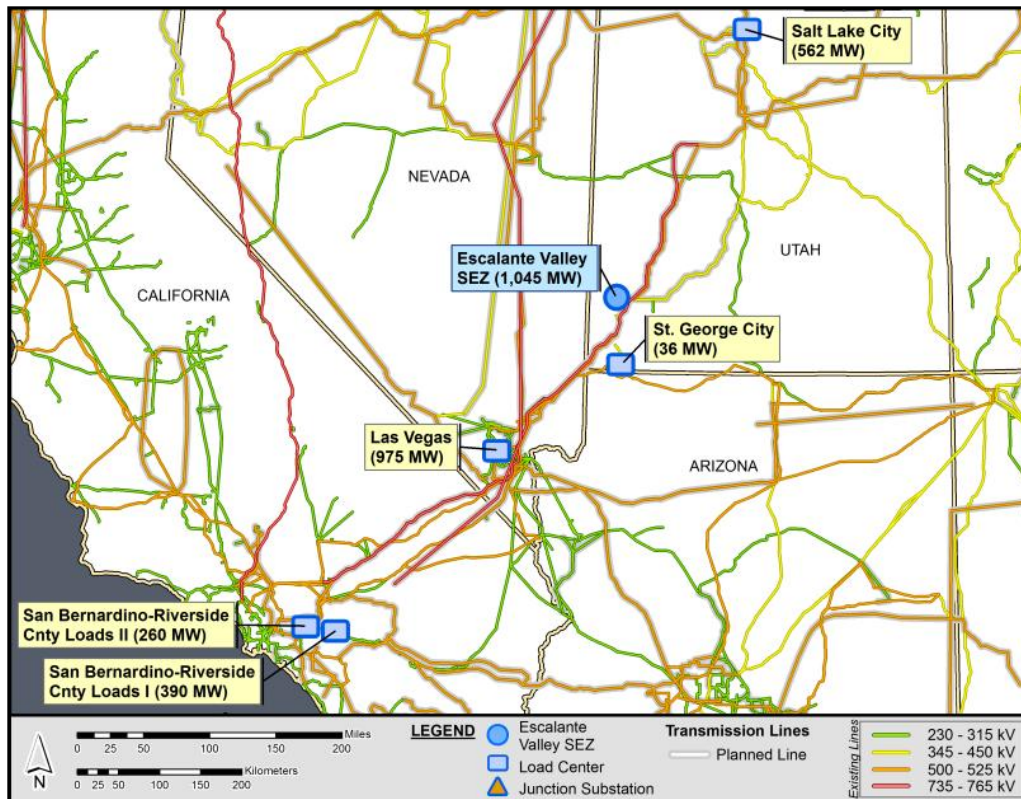 Salt Lake City
(562 MW)
NEVADA
UTAH
Escalante Valley
SEZ (1,045 MW)
CALIFORNIA
St. George City
(36 MW)
Las Vegas
(975 MW)
ARIZONA
San Bernardino-Riverside
Cnty Loads II (260 MW)
San Bernardino-Riverside
Cnty Loads I (390 MW)
N
Miles
0 25 50 100 150 200
Kilometers
0 25 50 100 150 200
LEGEND
Escalante
Valley SEZ
Load Center
Junction Substation
Transmission Lines
Planned Line
Existing Lines
230 - 315 kV
345 - 450 kV
500 - 525 kV
735 - 765 kV